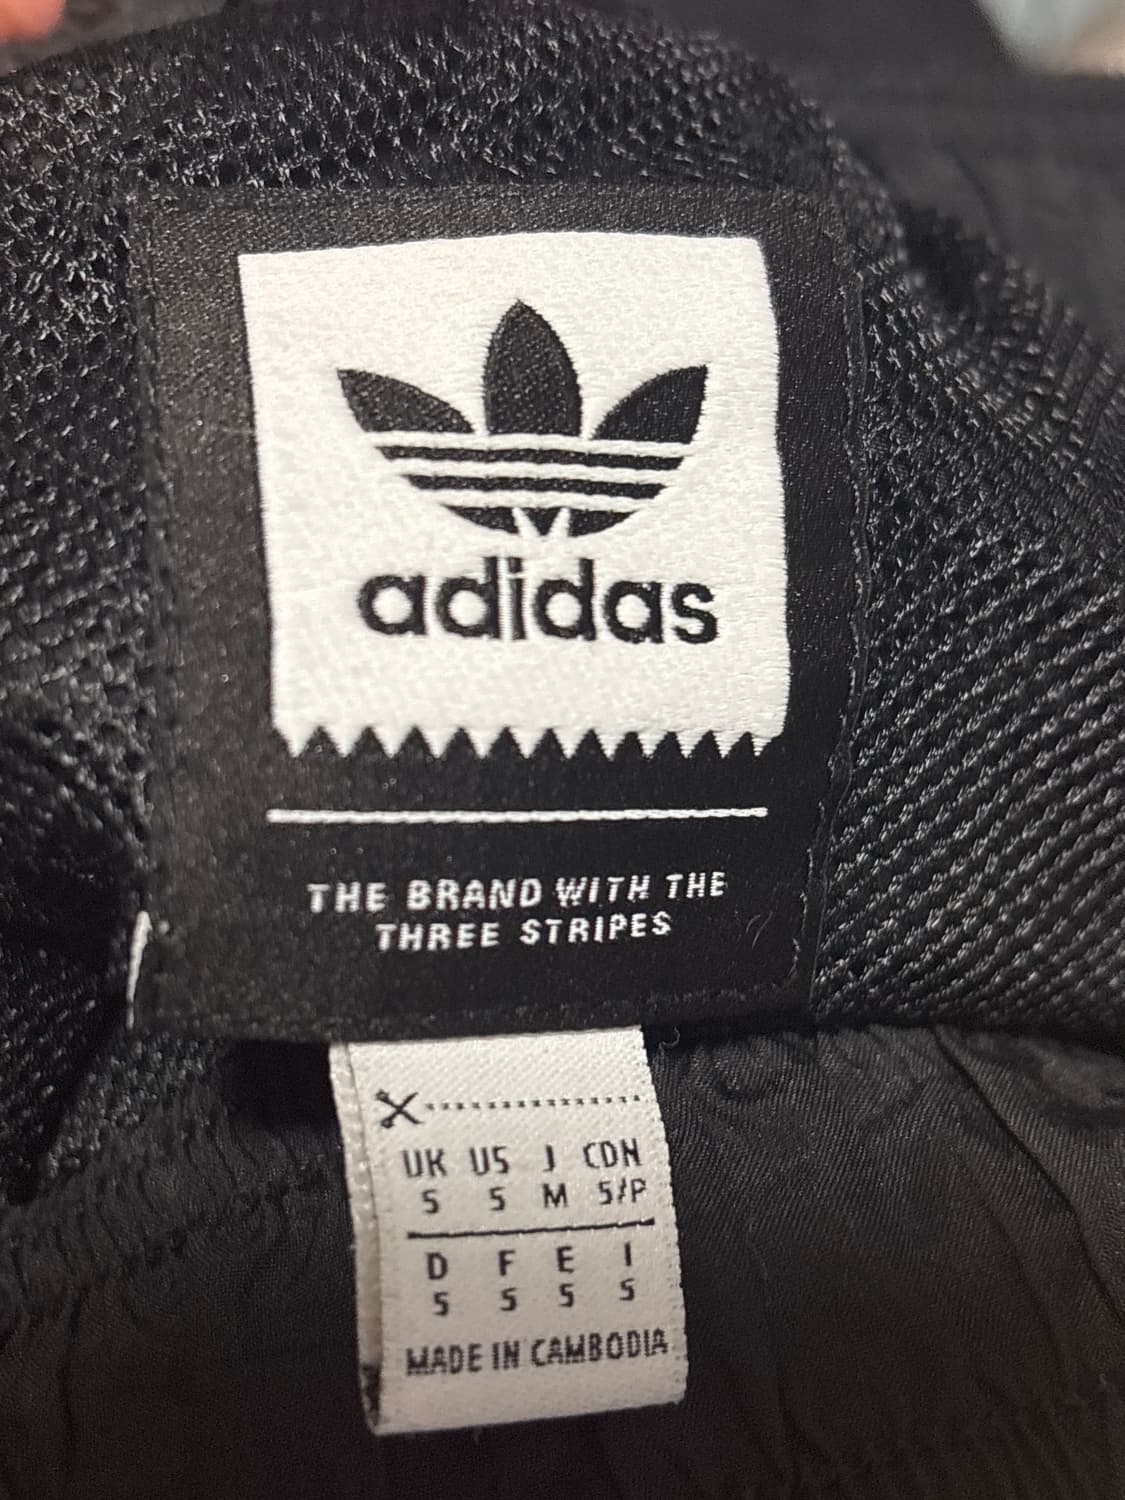 adidas
THE BRAND WITH THE
THREE STRIPES
UK US J CDN
S S M S/P
D F E I
S S S S
MADE IN CAMBODIA